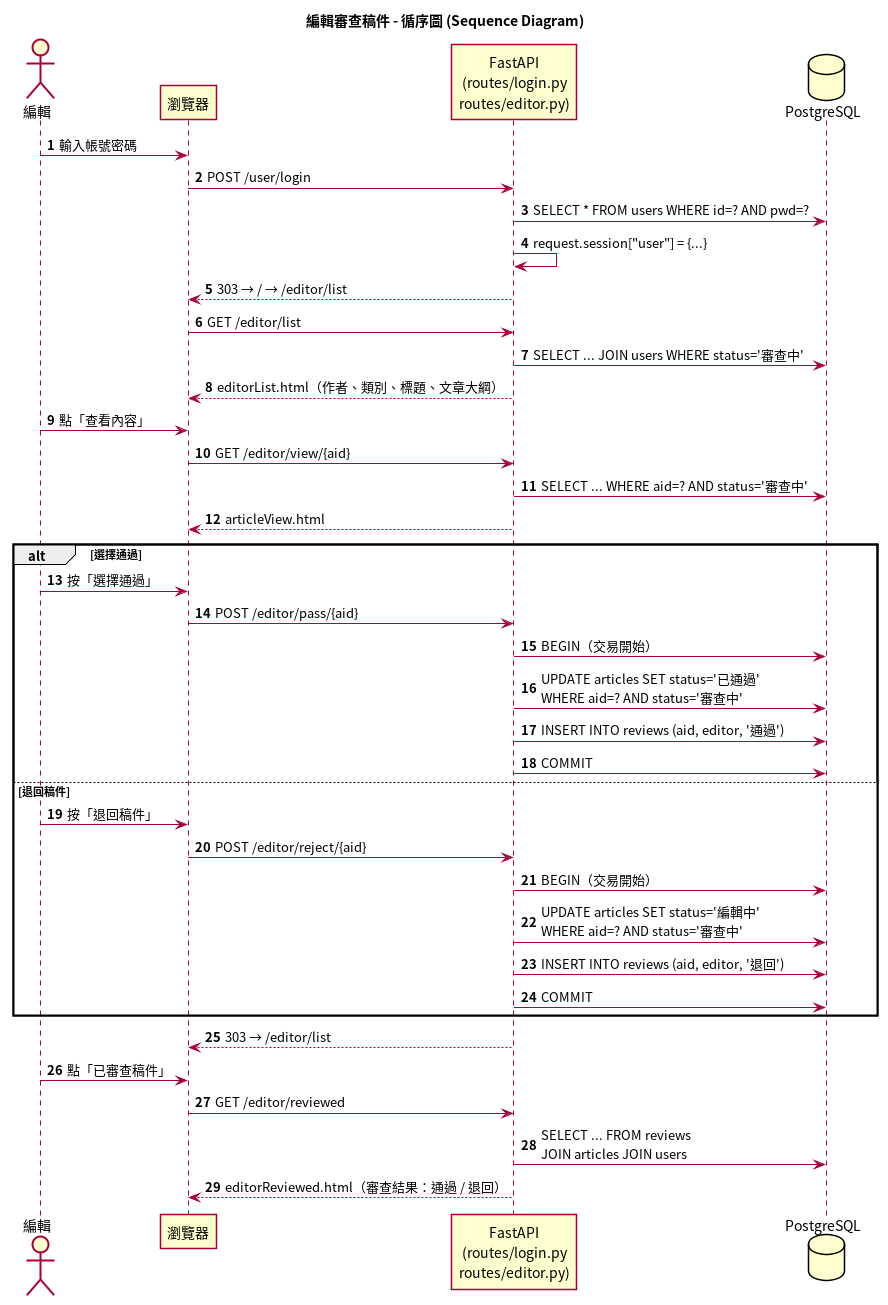 編輯審查稿件 - 循序圖 (Sequence Diagram)
編輯
瀏覽器
FastAPI
(routes/login.py
routes/editor.py)
PostgreSQL
1 輸入帳號密碼
2 POST /user/login
3 SELECT * FROM users WHERE id=? AND pwd=?
4 request.session["user"] = {...}
5 303 → / → /editor/list
6 GET /editor/list
7 SELECT ... JOIN users WHERE status='審查中'
8 editorList.html（作者、類別、標題、文章大綱）
9 點「查看內容」
10 GET /editor/view/{aid}
11 SELECT ... WHERE aid=? AND status='審查中'
12 articleView.html
alt [選擇通過]
13 按「選擇通過」
14 POST /editor/pass/{aid}
15 BEGIN（交易開始）
16 UPDATE articles SET status='已通過'
WHERE aid=? AND status='審查中'
17 INSERT INTO reviews (aid, editor, '通過')
18 COMMIT
[退回稿件]
19 按「退回稿件」
20 POST /editor/reject/{aid}
21 BEGIN（交易開始）
22 UPDATE articles SET status='編輯中'
WHERE aid=? AND status='審查中'
23 INSERT INTO reviews (aid, editor, '退回')
24 COMMIT
25 303 → /editor/list
26 點「已審查稿件」
27 GET /editor/reviewed
28 SELECT ... FROM reviews
JOIN articles JOIN users
29 editorReviewed.html（審查結果：通過 / 退回）
編輯
瀏覽器
FastAPI
(routes/login.py
routes/editor.py)
PostgreSQL